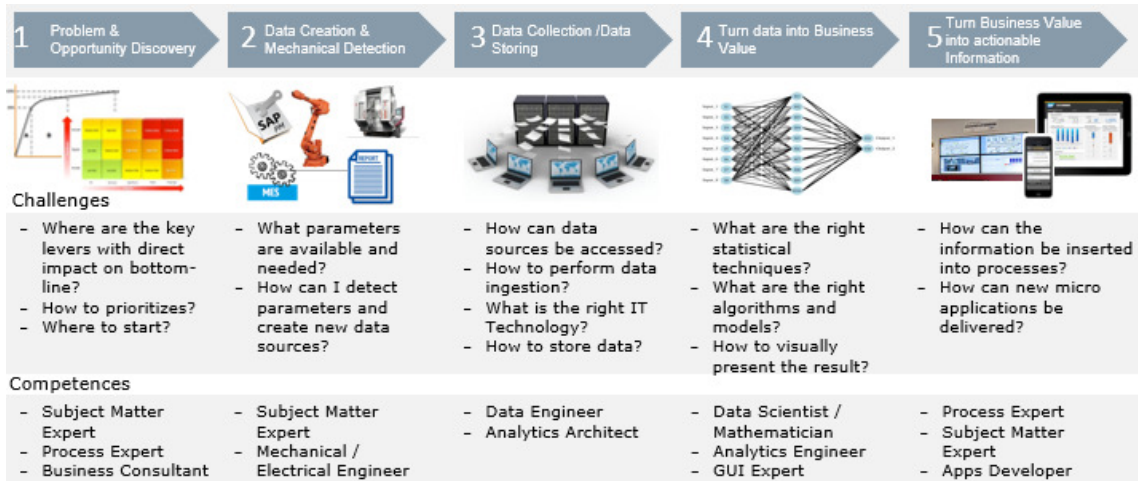 1 Problem &
Opportunity Discovery
2 Data Creation &
Mechanical Detection
3 Data Collection /Data
Storing
4 Turn data into Business
Value
5 Turn Business Value
into actionable
Information
SAP
MES
REPORT
Challenges
- Where are the key
levers with direct
impact on bottom-
line?
- How to prioritizes?
- Where to start?
- What parameters
are available and
needed?
- How can I detect
parameters and
create new data
sources?
- How can data
sources be accessed?
- How to perform data
ingestion?
- What is the right IT
Technology?
- How to store data?
- What are the right
statistical
techniques?
- What are the right
algorithms and
models?
- How to visually
present the result?
- How can the
information be inserted
into processes?
- How can new micro
applications be
delivered?
Competences
- Subject Matter
Expert
- Process Expert
- Business Consultant
- Subject Matter
Expert
- Mechanical /
Electrical Engineer
- Data Engineer
- Analytics Architect
- Data Scientist /
Mathematician
- Analytics Engineer
- GUI Expert
- Process Expert
- Subject Matter
Expert
- Apps Developer